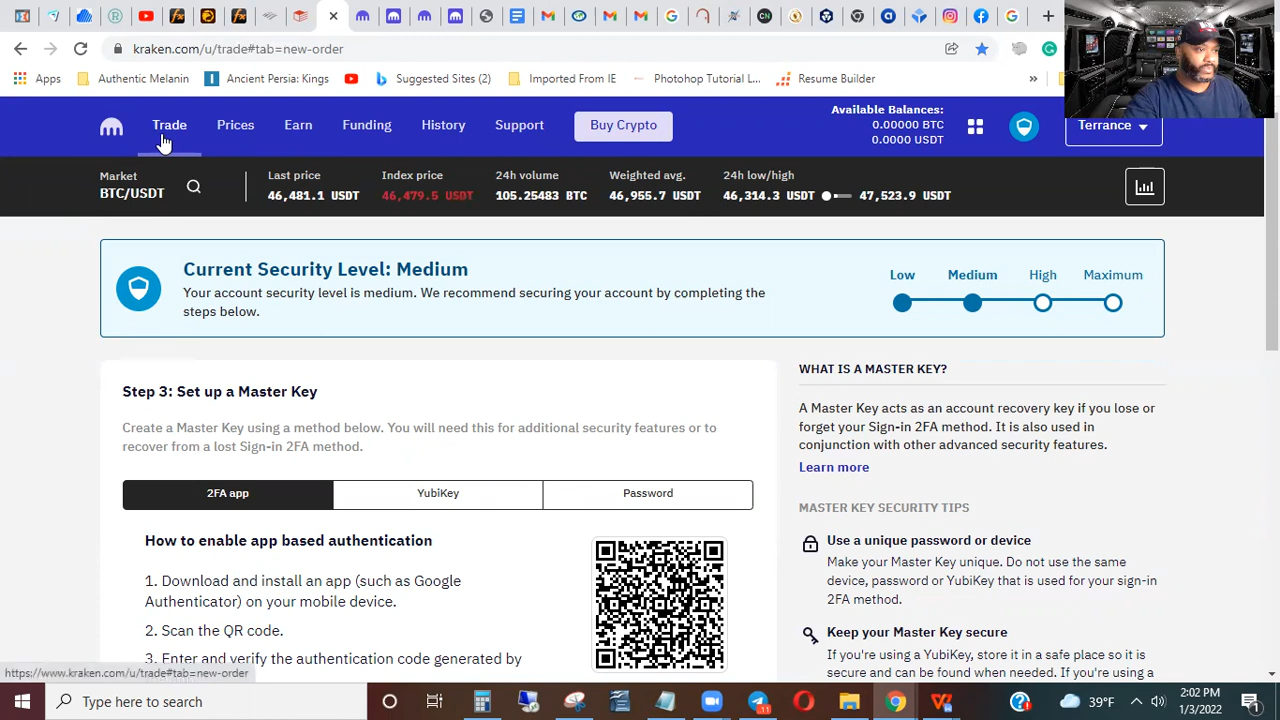 kraken.com/u/trade#tab=new-order
Apps Authentic Melanin Ancient Persia: Kings Suggested Sites (2) Imported From IE Photohop Tutorial L... Resume Builder »
Trade Prices Earn Funding History Support Buy Crypto
Available Balances:
0.00000 BTC
0.0000 USDT
Terrance
Market
BTC/USDT
Last price
46,481.1 USDT
Index price
46,479.5 USDT
24h volume
105.25483 BTC
Weighted avg.
46,955.7 USDT
24h low/high
46,314.3 USDT 47,523.9 USDT
Current Security Level: Medium
Your account security level is medium. We recommend securing your account by completing the
steps below.
Low Medium High Maximum
Step 3: Set up a Master Key
Create a Master Key using a method below. You will need this for additional security features or to
recover from a lost Sign-in 2FA method.
2FA app YubiKey Password
How to enable app based authentication
1. Download and install an app (such as Google
Authenticator) on your mobile device.
2. Scan the QR code.
3. Enter and verify the authentication code generated by
WHAT IS A MASTER KEY?
A Master Key acts as an account recovery key if you lose or
forget your Sign-in 2FA method. It is also used in
conjunction with other advanced security features.
Learn more
MASTER KEY SECURITY TIPS
Use a unique password or device
Make your Master Key unique. Do not use the same
device, password or YubiKey that is used for your sign-in
2FA method.
Keep your Master Key secure
If you're using a YubiKey, store it in a safe place so it is
secure and can be found when needed. If you're using a
https://www.kraken.com/u/trade#tab=new-order
Type here to search
11
39°F
2:02 PM
1/3/2022
1